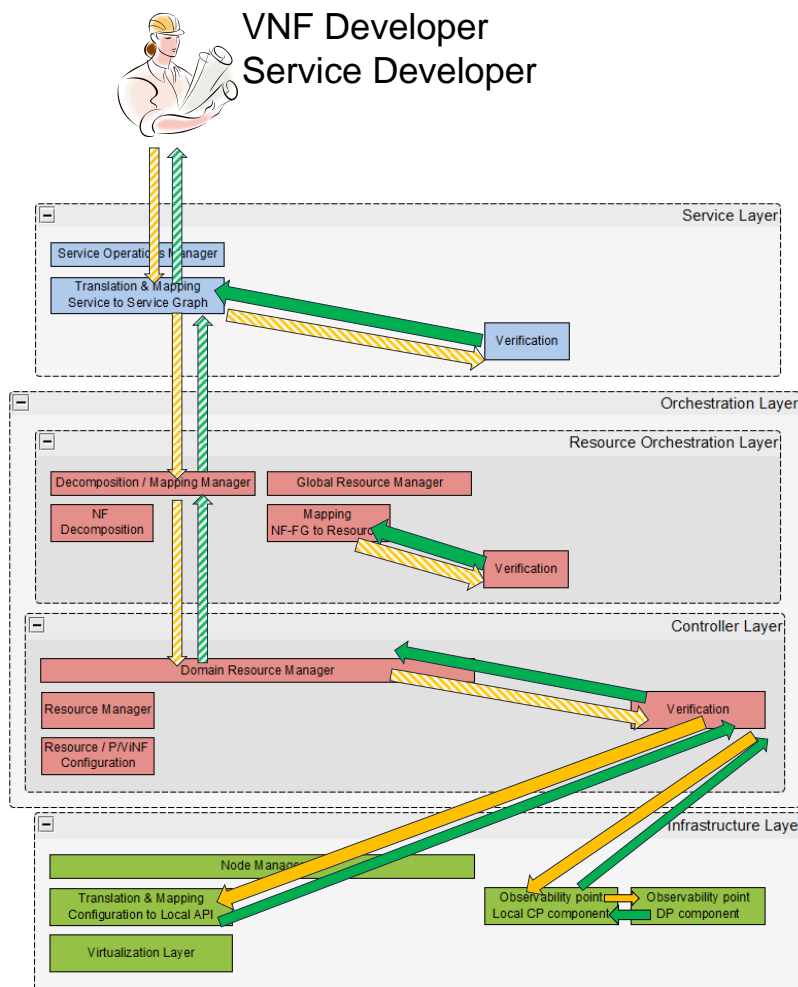 VNF Developer
Service Developer
Service Layer
Service Operations Manager
Translation & Mapping
Service to Service Graph
Verification
Orchestration Layer
Resource Orchestration Layer
Decomposition / Mapping Manager
Global Resource Manager
NF
Decomposition
Mapping
NF-FG to Resource
Verification
Controller Layer
Domain Resource Manager
Resource Manager
Verification
Resource / P/ViNF
Configuration
Infrastructure Laye
Node Manage
Translation & Mapping
Configuration to Local API
Observability point
Local CP component
Observability point
DP component
Virtualization Layer